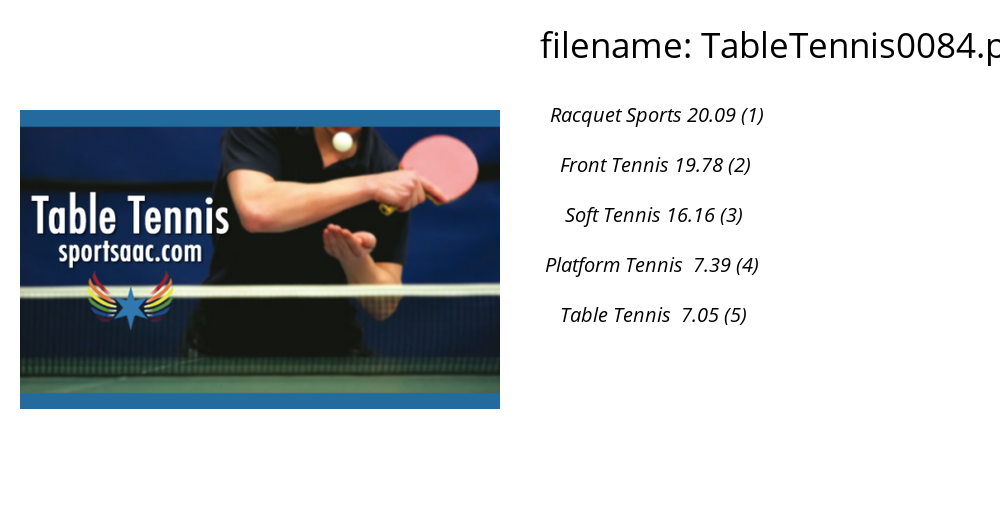 filename: TableTennis0084.p
Racquet Sports 20.09 (1)
Front Tennis 19.78 (2)
Soft Tennis 16.16 (3)
Platform Tennis 7.39 (4)
Table Tennis 7.05 (5)
Table Tennis
sportsaac.com